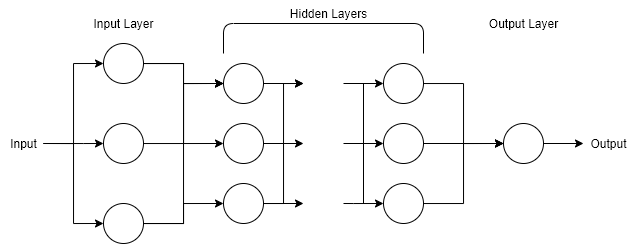 Hidden Layers
Input Layer
Output Layer
Input
Output